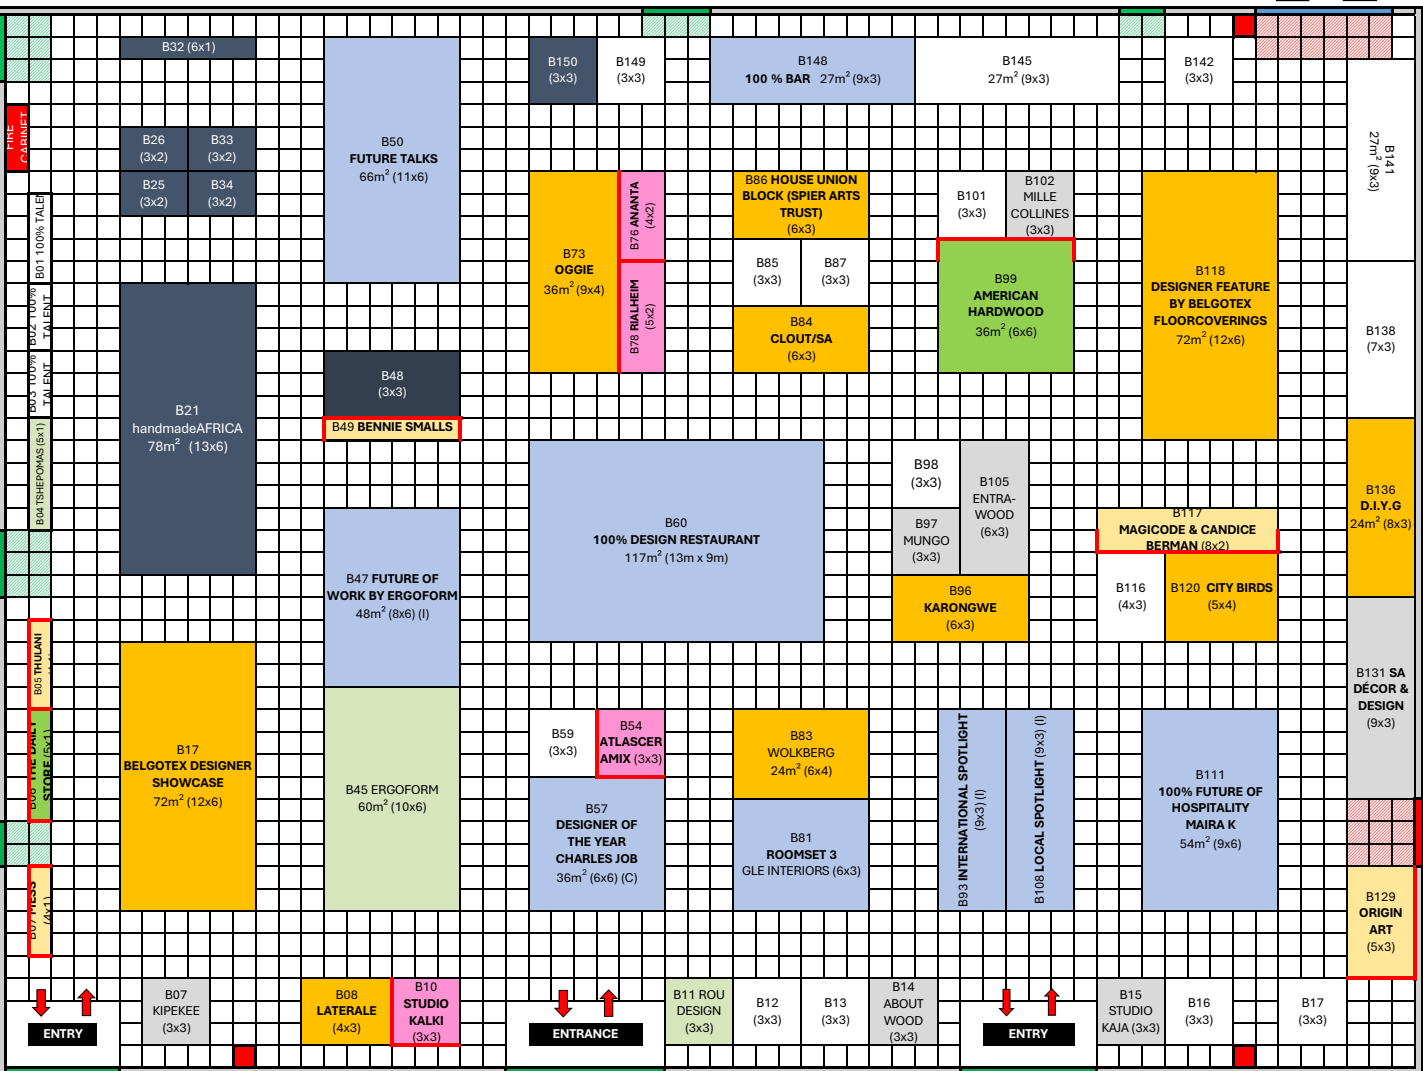 B32 (6x1)
B150
(3x3)
B149
(3x3)
B148
100 % BAR 27m² (9x3)
B145
27m² (9x3)
B142
(3x3)
FIRE
CABINET
B26
(3x2)
B33
(3x2)
B25
(3x2)
B34
(3x2)
B50
FUTURE TALKS
66m² (11x6)
B141
27m² (9x3)
B01 100% TALE
B02 100%
TALENT
B03 100%
TALENT
B04 TSHEPOMAS (5x1)
B73
OGGIE
36m² (9x4)
B76 ANANTA
(4x2)
B78 RIALHEIM
(5x2)
B86 HOUSE UNION
BLOCK (SPIER ARTS
TRUST)
(6x3)
B85
(3x3)
B87
(3x3)
B84
CLOUT/SA
(6x3)
B101
(3x3)
B102
MILLE
COLLINES
(3x3)
B99
AMERICAN
HARDWOOD
36m² (6x6)
B118
DESIGNER FEATURE
BY BELGOTEX
FLOORCOVERINGS
72m² (12x6)
B138
(7x3)
B21
handmadeAFRICA
78m² (13x6)
B48
(3x3)
B49 BENNIE SMALLS
B60
100% DESIGN RESTAURANT
117m² (13m x 9m)
B98
(3x3)
B105
ENTRA-
WOOD
(6x3)
B97
MUNGO
(3x3)
B96
KARONGWE
(6x3)
B117
MAGICODE & CANDICE
BERMAN (8x2)
B116
(4x3)
B120 CITY BIRDS
(5x4)
B136
D.I.Y.G
24m² (8x3)
B47 FUTURE OF
WORK BY ERGOFORM
48m² (8x6) (I)
B05 THULANI
B06 THE DAILY
STORE (5x1)
B07 MESS
(4x1)
B17
BELGOTEX DESIGNER
SHOWCASE
72m² (12x6)
B45 ERGOFORM
60m² (10x6)
B59
(3x3)
B54
ATLASCER
AMIX (3x3)
B57
DESIGNER OF
THE YEAR
CHARLES JOB
36m² (6x6) (C)
B83
WOLKBERG
24m² (6x4)
B81
ROOMSET 3
GLE INTERIORS (6x3)
B93 INTERNATIONAL SPOTLIGHT
(9x3) (I)
B108 LOCAL SPOTLIGHT (9x3) (I)
B111
100% FUTURE OF
HOSPITALITY
MAIRA K
54m² (9x6)
B131 SA
DÉCOR &
DESIGN
(9x3)
B129
ORIGIN
ART
(5x3)
ENTRY
B07
KIPEKEE
(3x3)
B08
LATERALE
(4x3)
B10
STUDIO
KALKI
(3x3)
ENTRANCE
B11 ROU
DESIGN
(3x3)
B12
(3x3)
B13
(3x3)
B14
ABOUT
WOOD
(3x3)
ENTRY
B15
STUDIO
KAJA (3x3)
B16
(3x3)
B17
(3x3)